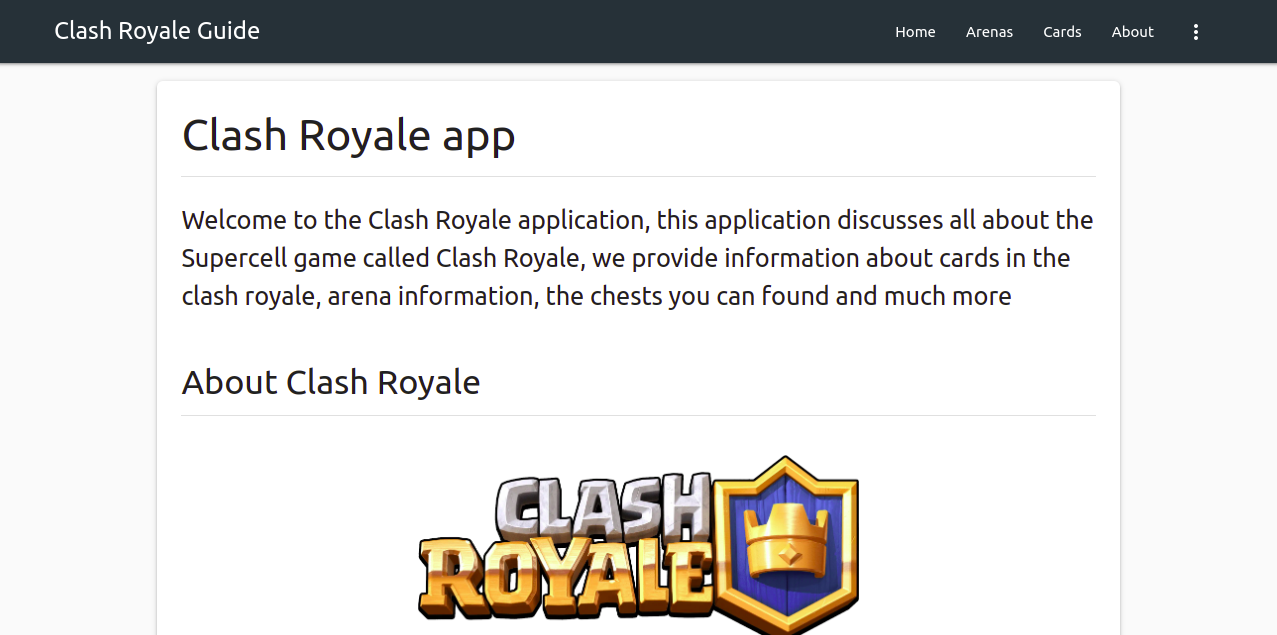 Clash Royale Guide
Home Arenas Cards About
Clash Royale app
Welcome to the Clash Royale application, this application discusses all about the
Supercell game called Clash Royale, we provide information about cards in the
clash royale, arena information, the chests you can found and much more
About Clash Royale
CLASH
ROYALE